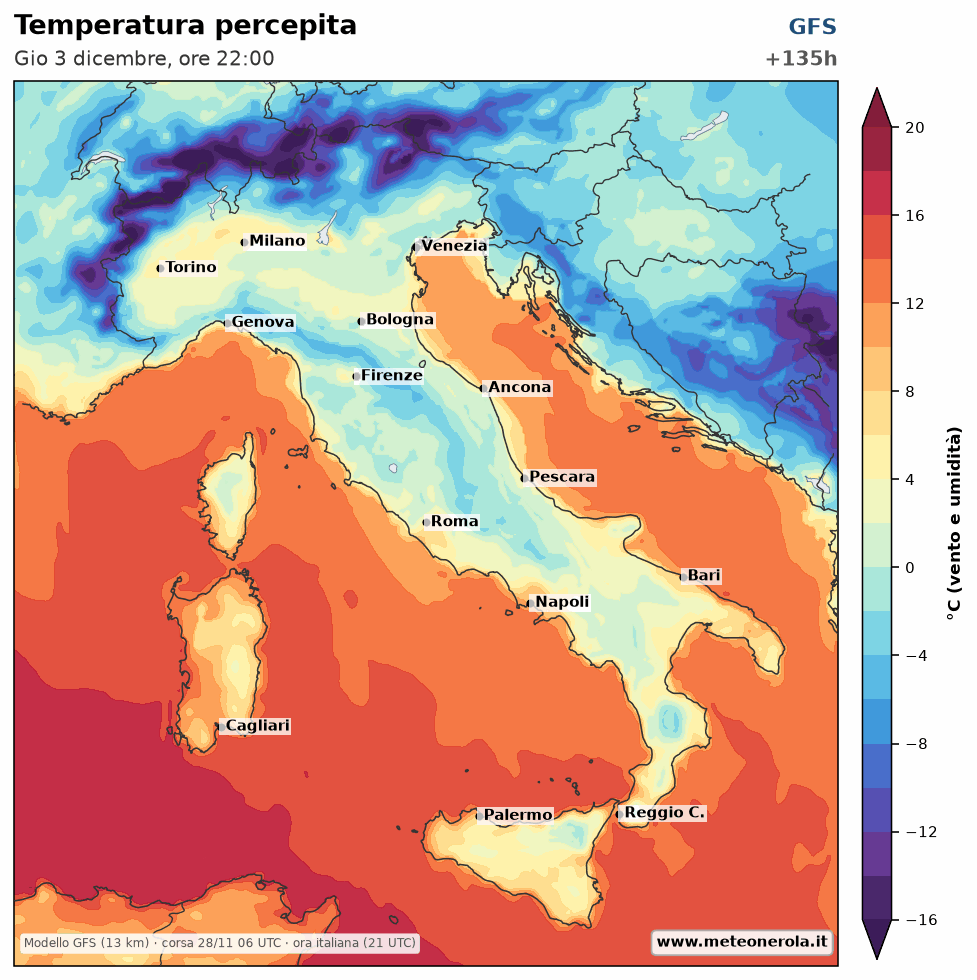 Temperatura percepita
GFS
Gio 3 dicembre, ore 22:00
+135h
Milano
Venezia
Torino
Genova
Bologna
Firenze
Ancona
Pescara
Roma
Bari
Napoli
Cagliari
Palermo
Reggio C.
20
16
12
8
4
0
−4
−8
−12
−16
°C (vento e umidità)
Modello GFS (13 km) · corsa 28/11 06 UTC · ora italiana (21 UTC)
www.meteonerola.it